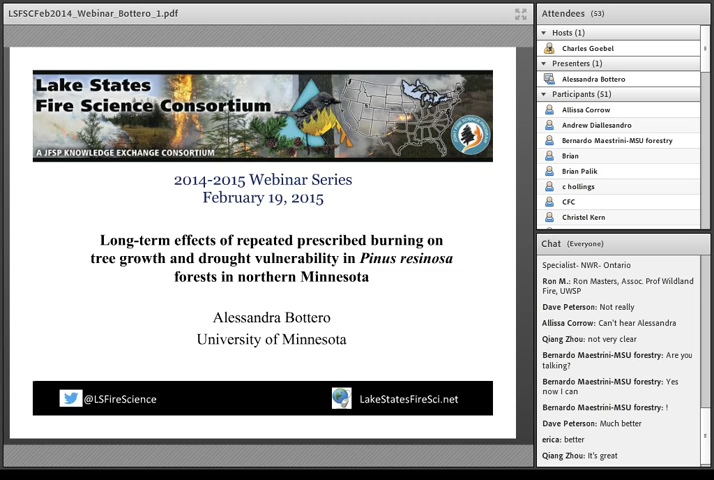 LSFSCFeb2014_Webinar_Bottero_1.pdf
Lake States
Fire Science Consortium
A JFSP KNOWLEDGE EXCHANGE CONSORTIUM
2014-2015 Webinar Series
February 19, 2015
Long-term effects of repeated prescribed burning on
tree growth and drought vulnerability in Pinus resinosa
forests in northern Minnesota
Alessandra Bottero
University of Minnesota
@LSFireScience
LakeStatesFireSci.net
Attendees (53)
Hosts (1)
Charles Goebel
Presenters (1)
Alessandra Bottero
Participants (51)
Allissa Corrow
Andrew Diallesandro
Bernardo Maestrini-MSU forestry
Brian
Brian Palik
c hollings
CFC
Christel Kern
Chat (Everyone)
Specialist- NWR- Ontario
Ron M.: Ron Masters, Assoc. Prof Wildland
Fire, UWSP
Dave Peterson: Not really
Allissa Corrow: Can't hear Alessandra
Qiang Zhou: not very clear
Bernardo Maestrini-MSU forestry: Are you
talking?
Bernardo Maestrini-MSU forestry: Yes
now I can
Bernardo Maestrini-MSU forestry: !
Dave Peterson: Much better
erica: better
Qiang Zhou: It's great